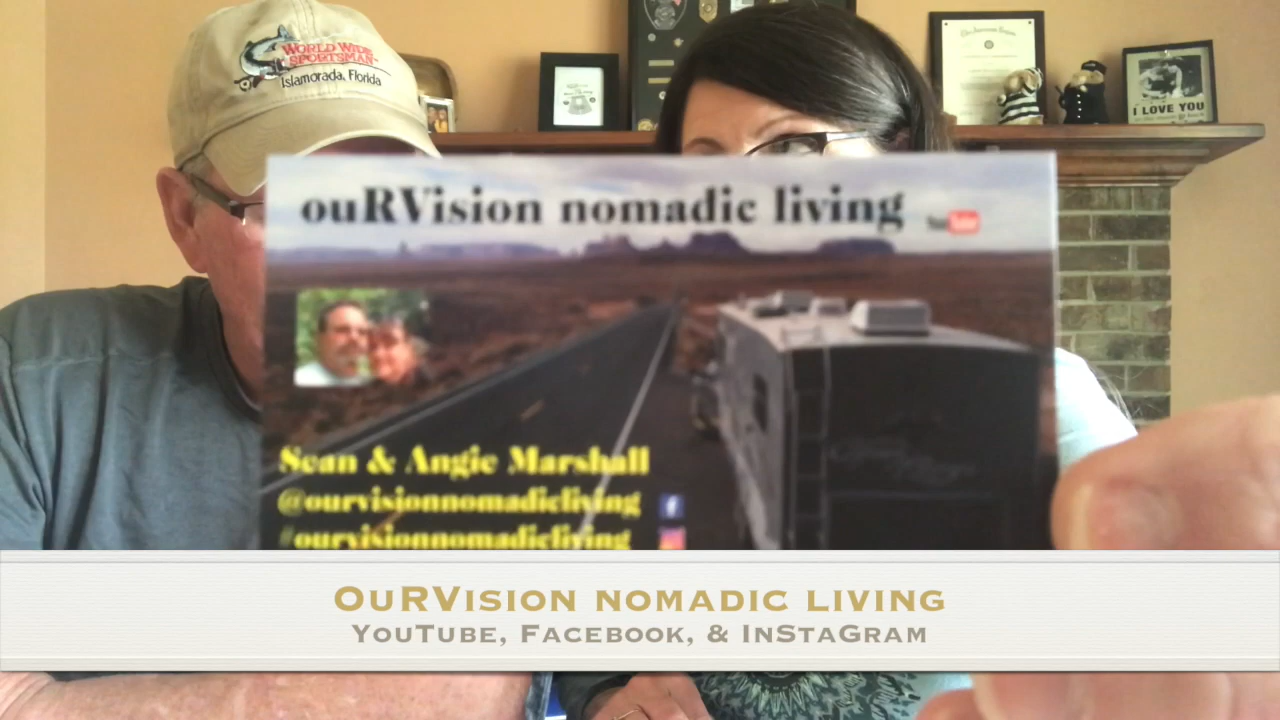 WORLD WIDE
SPORTSMAN
Islamorada, Florida
I LOVE YOU
ouRVision nomadic living
YouTube
Sean & Angie Marshall
@ourvisionnomadicliving
#ourvisionnomadicliving
OuRVision nomadic living
YouTube, Facebook, & InStaGram